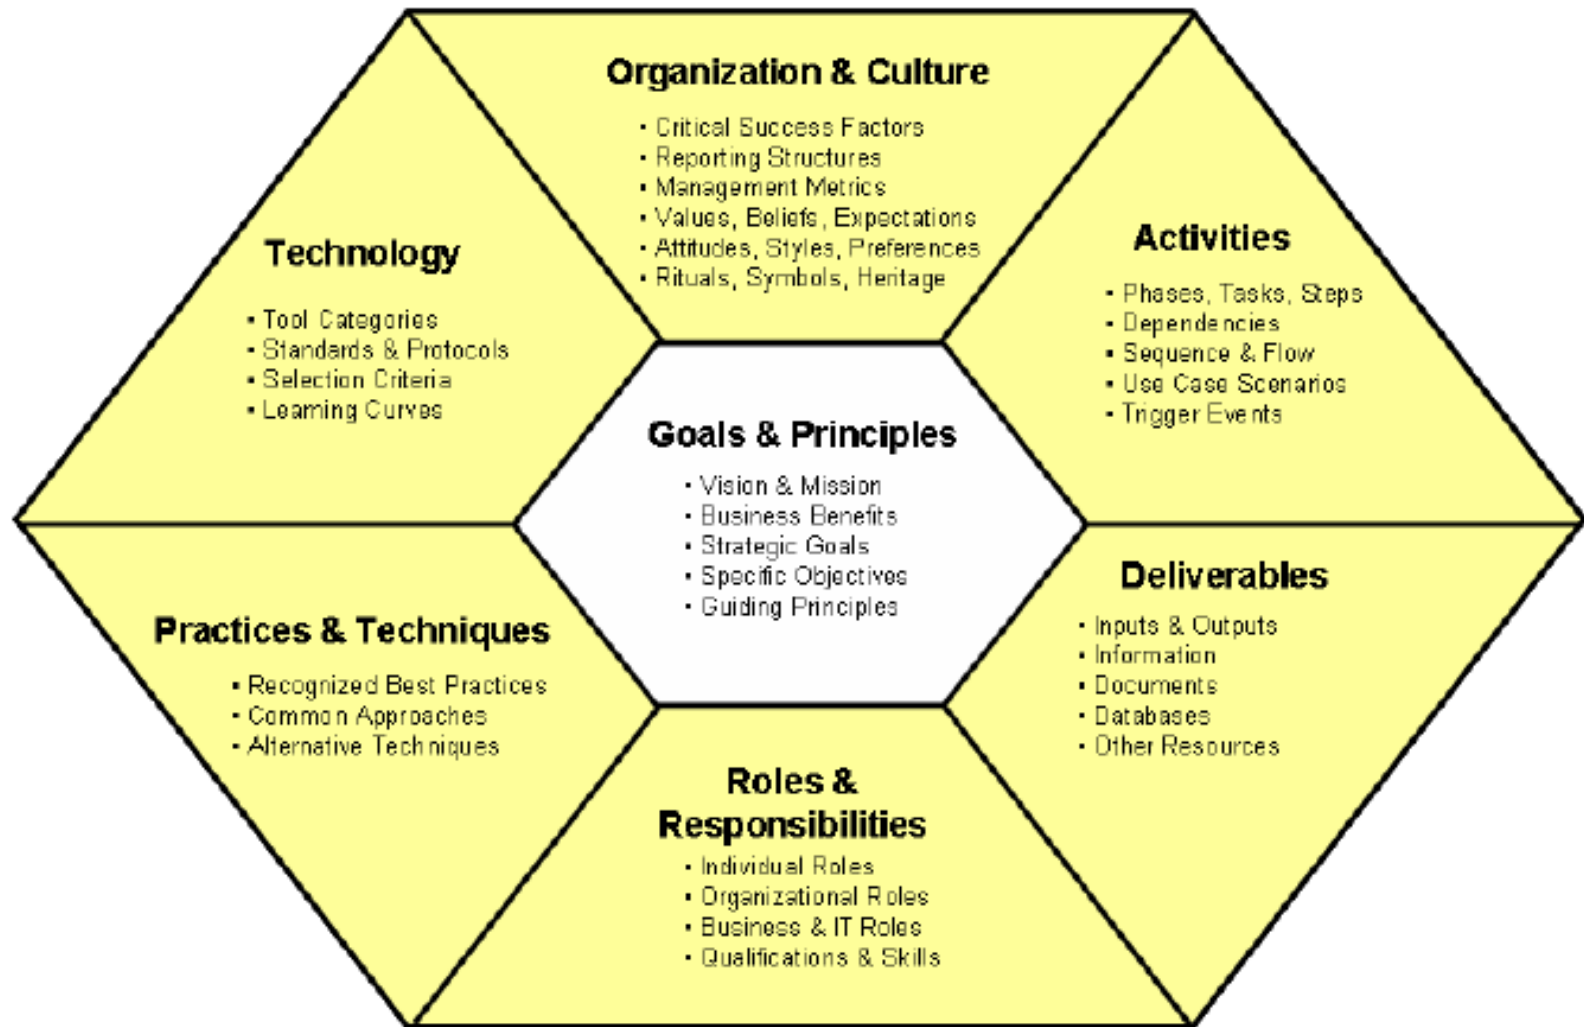 Organization & Culture
• Critical Success Factors
• Reporting Structures
• Management Metrics
• Values, Beliefs, Expectations
• Attitudes, Styles, Preferences
• Rituals, Symbols, Heritage
Technology
• Tool Categories
• Standards & Protocols
• Selection Criteria
• Learning Curves
Activities
• Phases, Tasks, Steps
• Dependencies
• Sequence & Flow
• Use Case Scenarios
• Trigger Events
Goals & Principles
• Vision & Mission
• Business Benefits
• Strategic Goals
• Specific Objectives
• Guiding Principles
Practices & Techniques
• Recognized Best Practices
• Common Approaches
• Alternative Techniques
Deliverables
• Inputs & Outputs
• Information
• Documents
• Databases
• Other Resources
Roles &
Responsibilities
• Individual Roles
• Organizational Roles
• Business & IT Roles
• Qualifications & Skills